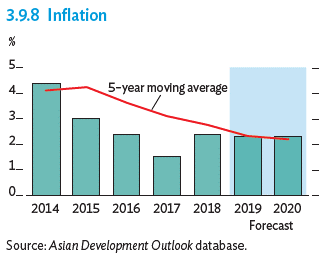 3.9.8 Inflation
%
5
4
3
2
1
0
5-year moving average
2014 2015 2016 2017 2018 2019 2020
Forecast
Source: Asian Development Outlook database.